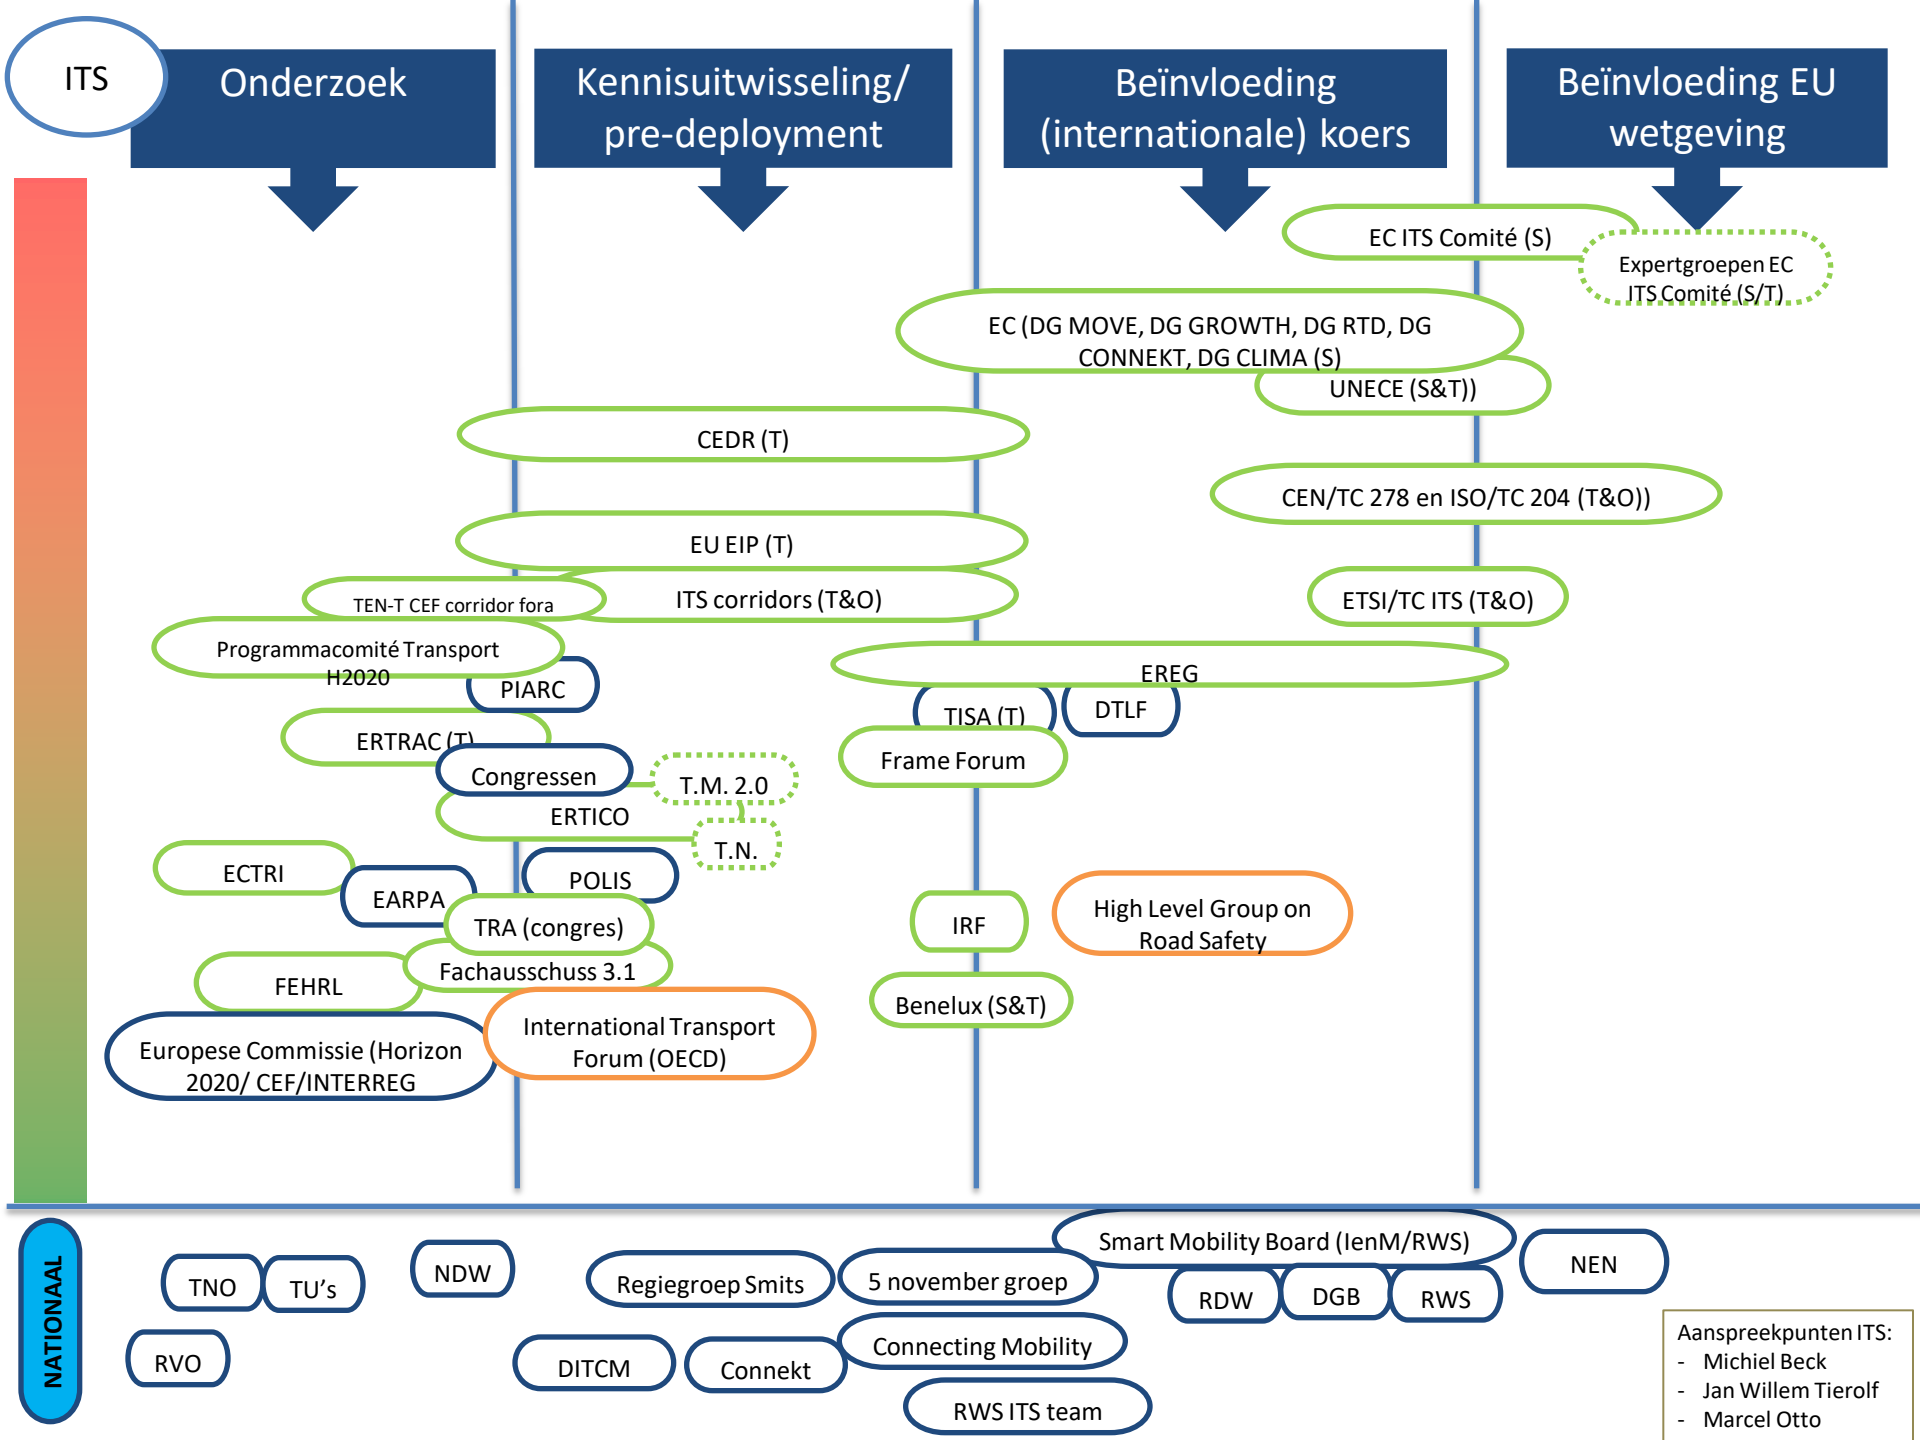 ITS
Onderzoek
Kennisuitwisseling/
pre-deployment
Beïnvloeding
(internationale) koers
Beïnvloeding EU
wetgeving
EC ITS Comité (S)
Expertgroepen EC
ITS Comité (S/T)
EC (DG MOVE, DG GROWTH, DG RTD, DG
CONNEKT, DG CLIMA (S)
UNECE (S&T))
CEDR (T)
CEN/TC 278 en ISO/TC 204 (T&O))
EU EIP (T)
TEN-T CEF corridor fora
ITS corridors (T&O)
ETSI/TC ITS (T&O)
Programmacomité Transport
H2020
PIARC
EREG
TISA (T)
DTLF
ERTRAC (T)
Frame Forum
Congressen
T.M. 2.0
ERTICO
T.N.
ECTRI
EARPA
POLIS
TRA (congres)
IRF
High Level Group on
Road Safety
Fachausschuss 3.1
FEHRL
Benelux (S&T)
International Transport
Forum (OECD)
Europese Commissie (Horizon
2020/ CEF/INTERREG
NATIONAAL
Smart Mobility Board (IenM/RWS)
NEN
TNO
TU’s
NDW
Regiegroep Smits
5 november groep
RDW
DGB
RWS
RVO
DITCM
Connekt
Connecting Mobility
RWS ITS team
Aanspreekpunten ITS:
- Michiel Beck
- Jan Willem Tierolf
- Marcel Otto